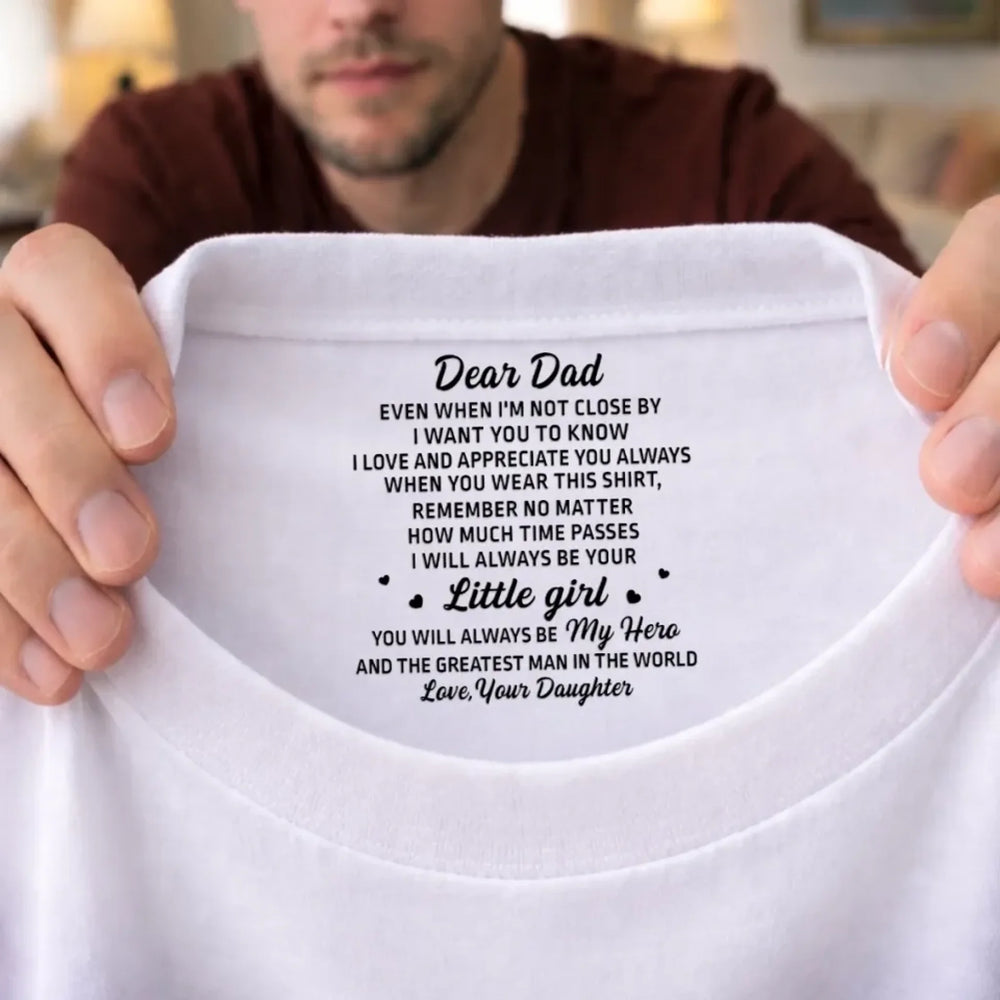 Dear Dad
EVEN WHEN I'M NOT CLOSE BY
I WANT YOU TO KNOW
I LOVE AND APPRECIATE YOU ALWAYS
WHEN YOU WEAR THIS SHIRT,
REMEMBER NO MATTER
HOW MUCH TIME PASSES
I WILL ALWAYS BE YOUR
Little girl
YOU WILL ALWAYS BE My Hero
AND THE GREATEST MAN IN THE WORLD
Love, Your Daughter